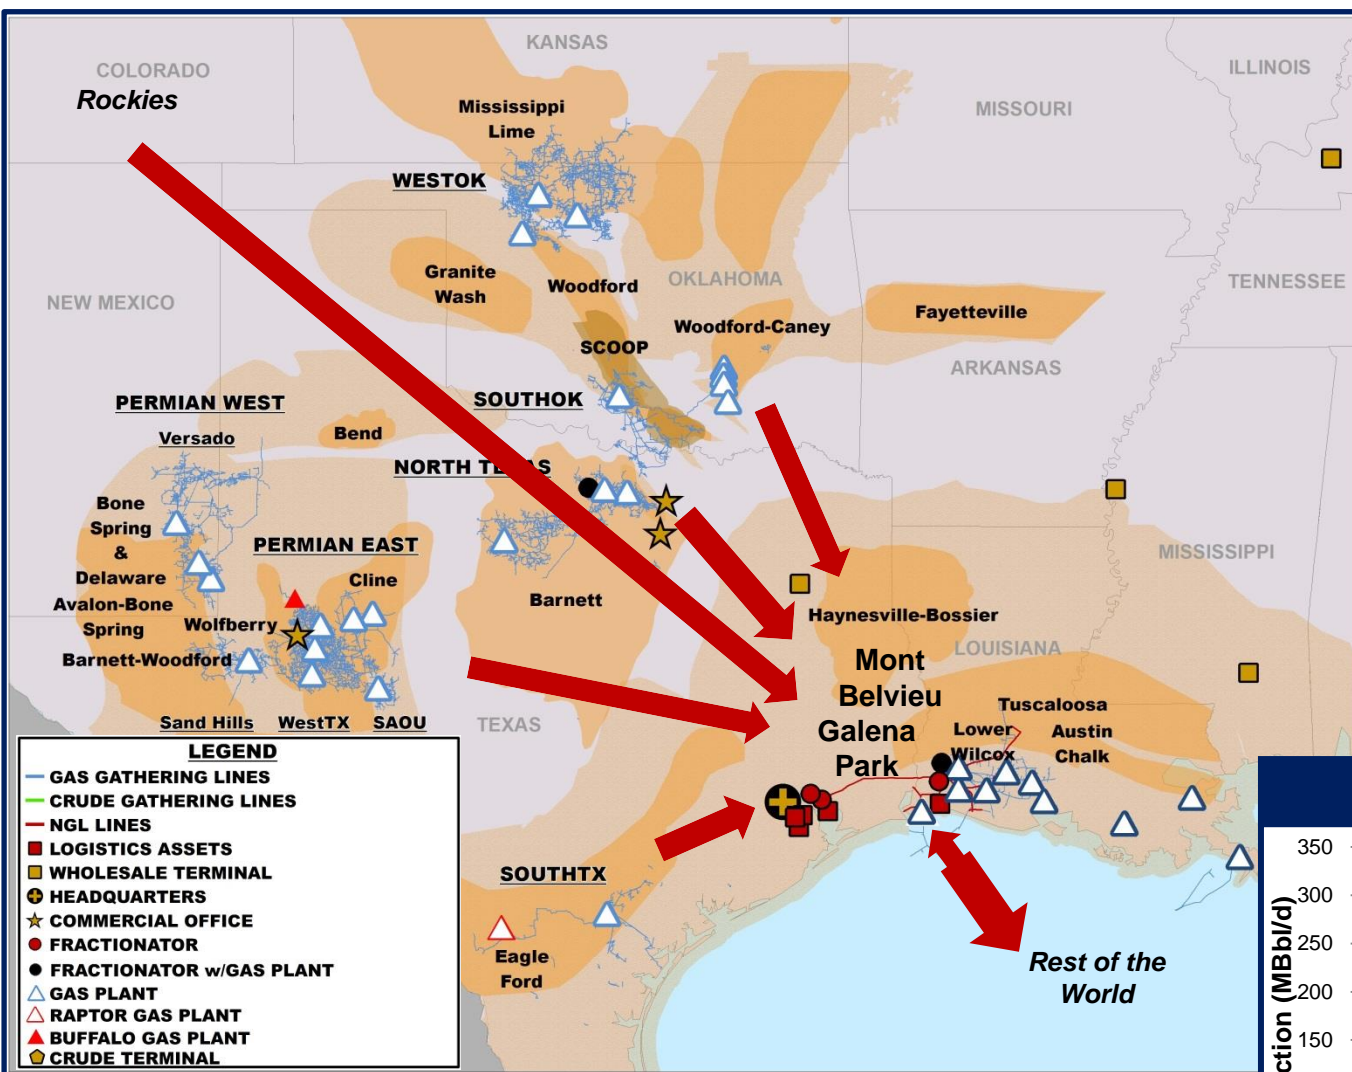 KANSAS
COLORADO
ILLINOIS
Rockies
MISSOURI
Mississippi
Lime
WESTOK
Granite
Wash
Woodford
OKLAHOMA
NEW MEXICO
TENNESSEE
Fayetteville
Woodford-Caney
SCOOP
ARKANSAS
PERMIAN WEST
SOUTHOK
Versado
Bend
NORTH TEXAS
Bone
Spring
&
Delaware
PERMIAN EAST
MISSISSIPPI
Cline
Avalon-Bone
Spring
Wolfberry
Barnett
Haynesville-Bossier
Barnett-Woodford
LOUISIANA
Mont
Belvieu
Galena
Park
Sand Hills
WestTX
SAOU
TEXAS
Tuscaloosa
Lower
Wilcox
Austin
Chalk
LEGEND
GAS GATHERING LINES
CRUDE GATHERING LINES
NGL LINES
LOGISTICS ASSETS
WHOLESALE TERMINAL
HEADQUARTERS
COMMERCIAL OFFICE
FRACTIONATOR
FRACTIONATOR w/GAS PLANT
GAS PLANT
RAPTOR GAS PLANT
BUFFALO GAS PLANT
CRUDE TERMINAL
SOUTHTX
Eagle
Ford
Rest of the
World
350
300
250
200
150
ction (MBbl/d)